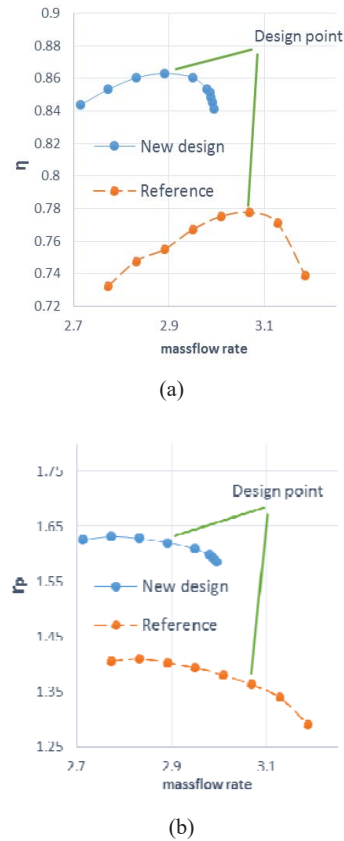 0.9
0.88
0.86
0.84
0.82
0.8
0.78
0.76
0.74
0.72
η
Design point
New design
Reference
2.7 2.9 3.1
massflow rate
(a)
1.75
1.65
1.55
1.45
1.35
1.25
rp
Design point
New design
Reference
2.7 2.9 3.1
massflow rate
(b)